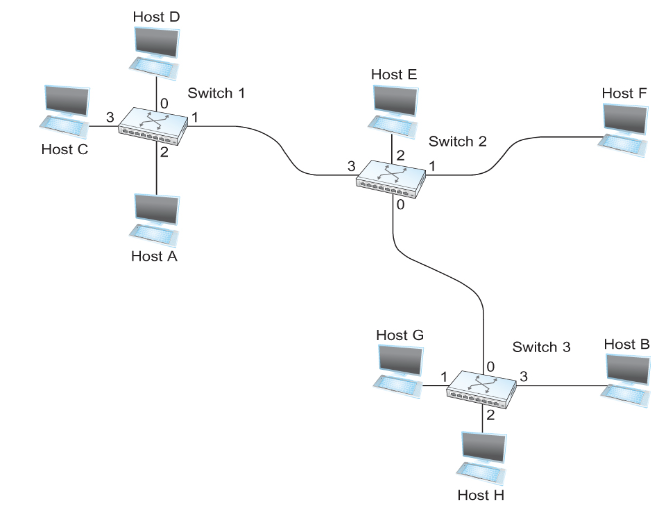 Host D
Host E
Switch 1
Host F
0
3
1
Host C
2
Switch 2
2
3
1
0
Host A
Host G
Switch 3
Host B
0
1
3
2
Host H